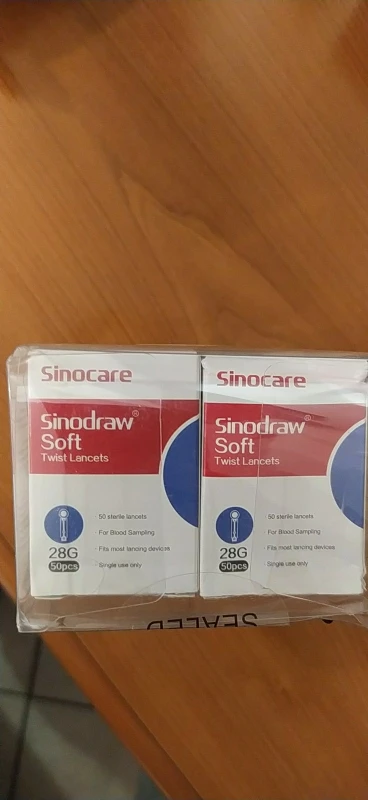 Sinocare
Sinodraw®
Soft
Twist Lancets
50 sterile lancets
· For Blood Sampling
· Fits most lancing devices
· Single use only
28G
50pcs
Sinocare
Sinodraw®
Soft
Twist Lancets
50 sterile lancets
· For Blood Sampling
· Fits most lancing devices
· Single use only
28G
50pcs
SEALED